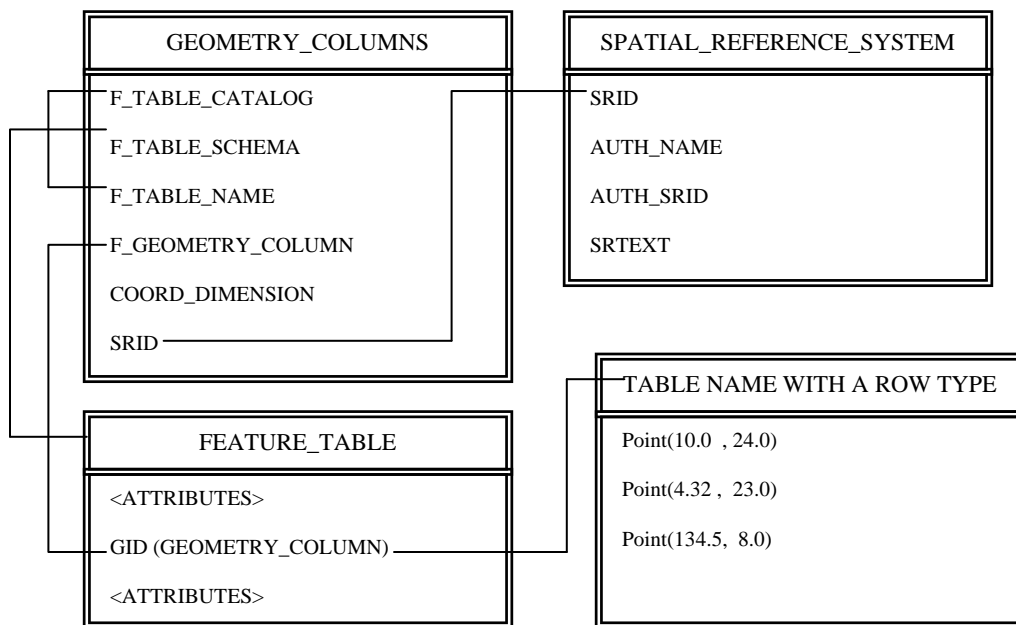 GEOMETRY_COLUMNS
F_TABLE_CATALOG
F_TABLE_SCHEMA
F_TABLE_NAME
F_GEOMETRY_COLUMN
COORD_DIMENSION
SRID
SPATIAL_REFERENCE_SYSTEM
SRID
AUTH_NAME
AUTH_SRID
SRTEXT
FEATURE_TABLE
<ATTRIBUTES>
GID (GEOMETRY_COLUMN)
<ATTRIBUTES>
TABLE NAME WITH A ROW TYPE
Point(10.0 , 24.0)
Point(4.32 , 23.0)
Point(134.5, 8.0)